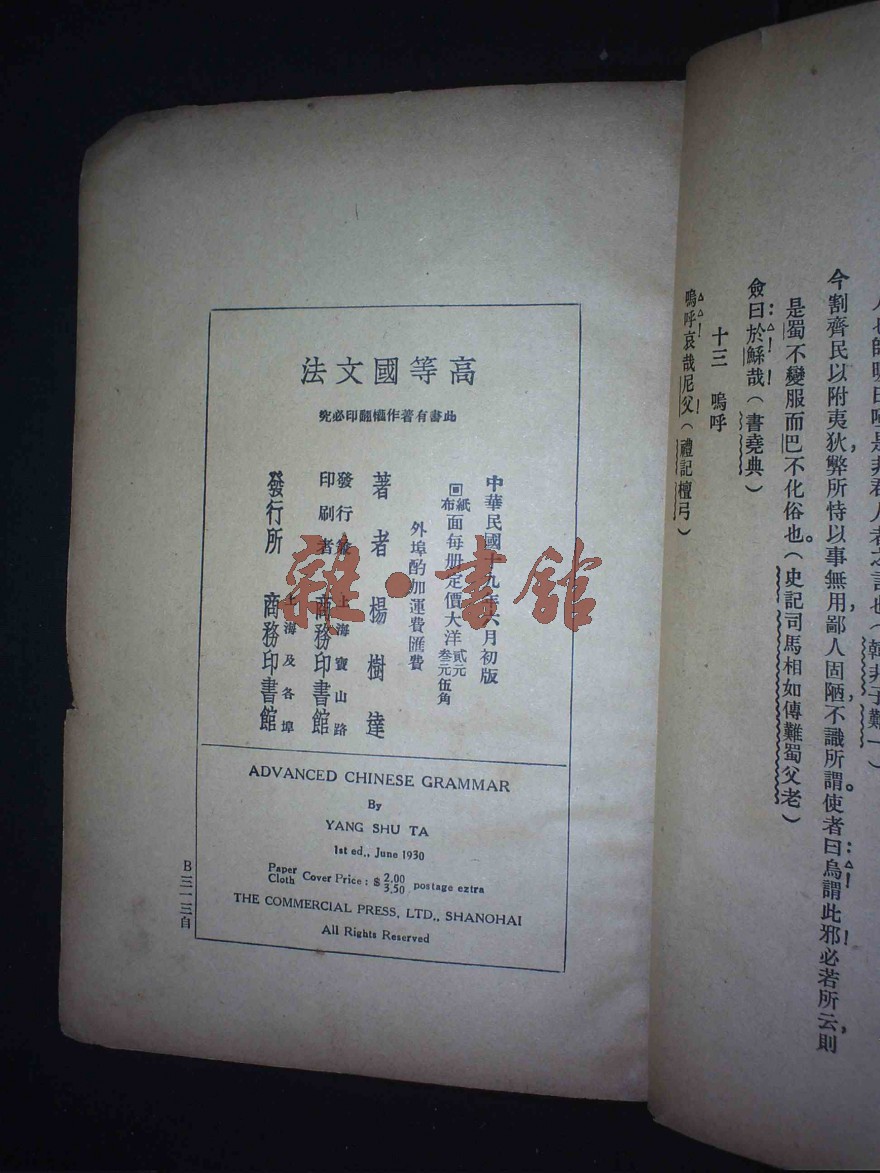 今割齊民以附夷狄,弊所恃以事無用,鄙人固陋,不識所謂。使者曰:烏謂此邪!必若所云,則
是蜀不變服而巴不化俗也。(史記司馬相如傳難蜀父老)
僉曰:於!鯀哉!(書堯典)
十三 嗚呼
嗚呼!哀哉尼父!(禮記檀弓)
高等國文法
此書有著作權翻印必究
中華民國十九年六月初版
紙面每册定價大洋貳元
布面每册定價大洋叁元伍角
外埠酌加運費匯費
著者 楊樹達
發行兼印刷者 上海寶山路 商務印書館
發行所 上海及各埠 商務印書館
ADVANCED CHINESE GRAMMAR
By
YANG SHU TA
1st ed., June 1930
Paper Cloth Cover Price: $ 2.00 3.50 postage extra
THE COMMERCIAL PRESS, LTD., SHANGHAI
All Rights Reserved
B三一三自
雜·書館